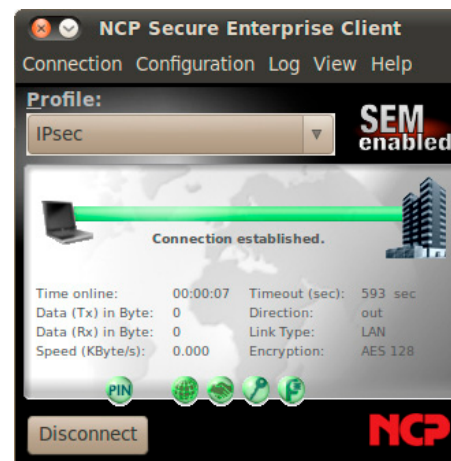 NCP Secure Enterprise Client
Connection Configuration Log View Help
Profile:
SEM
enabled
IPsec
Connection established.
Time online: 00:00:07 Timeout (sec): 593 sec
Data (Tx) in Byte: 0 Direction: out
Data (Rx) in Byte: 0 Link Type: LAN
Speed (KByte/s): 0.000 Encryption: AES 128
PIN
Disconnect
NCP